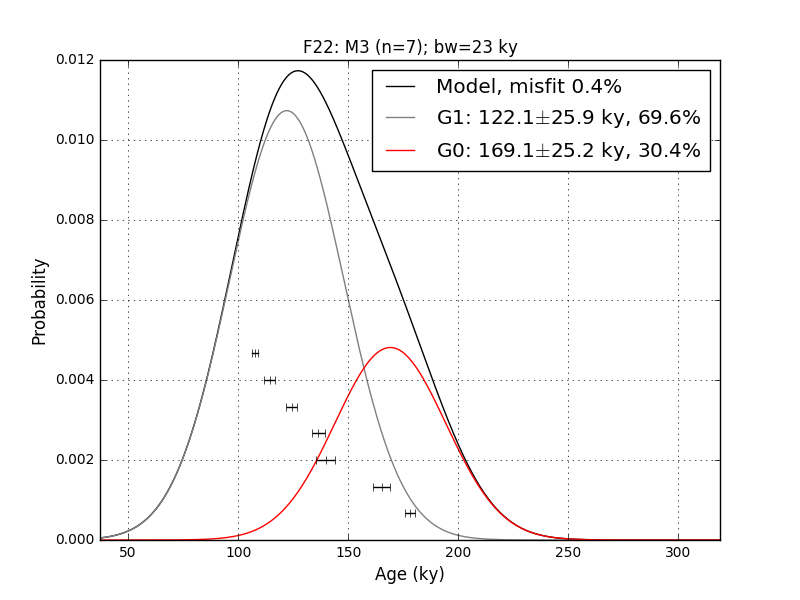 F22: M3 (n=7); bw=23 ky
0.012
0.010
0.008
0.006
0.004
0.002
0.000
Probability
Model, misfit 0.4%
G1: 122.1±25.9 ky, 69.6%
G0: 169.1±25.2 ky, 30.4%
50
100
150
200
250
300
Age (ky)